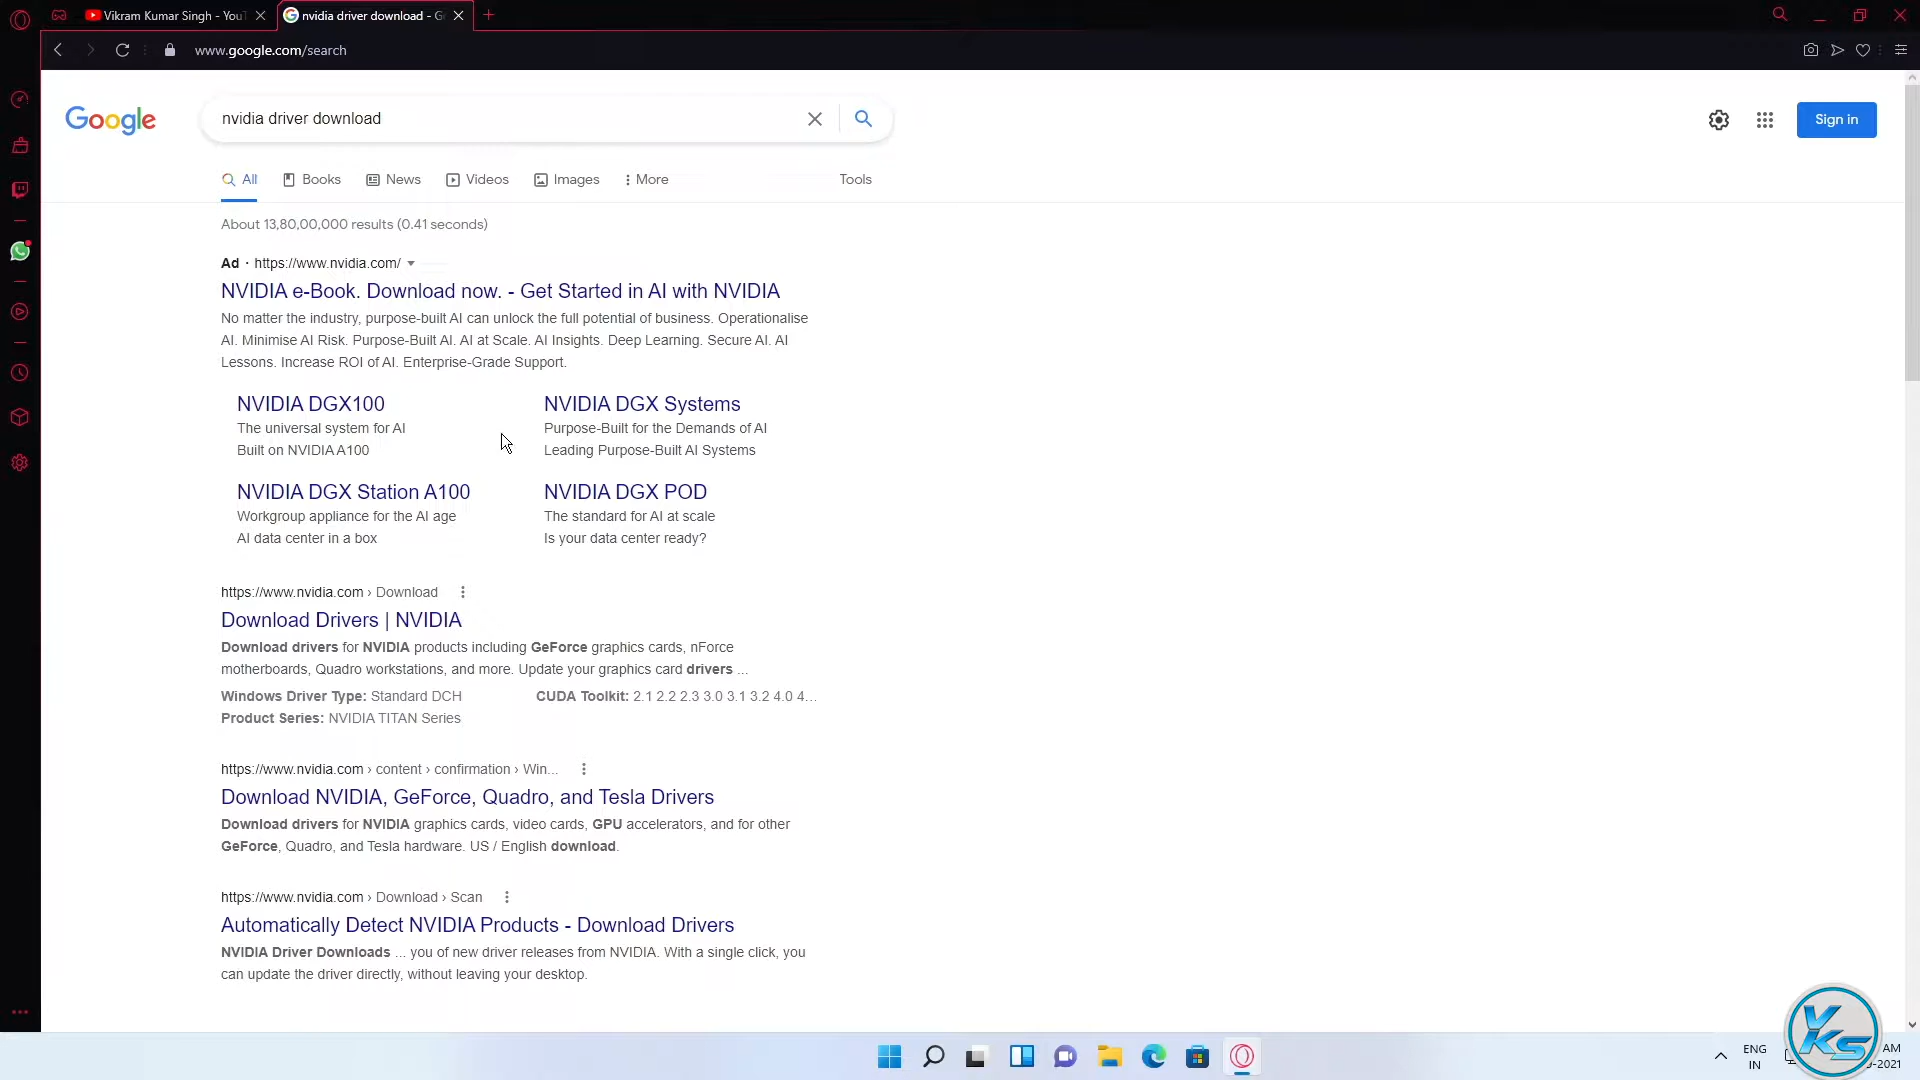 Vikram Kumar Singh - YouT
nvidia driver download - G
www.google.com/search
Google
nvidia driver download
Sign in
All
Books
News
Videos
Images
More
Tools
About 13,80,00,000 results (0.41 seconds)
Ad · https://www.nvidia.com/
NVIDIA e-Book. Download now. - Get Started in AI with NVIDIA
No matter the industry, purpose-built AI can unlock the full potential of business. Operationalise
AI. Minimise AI Risk. Purpose-Built AI. AI at Scale. AI Insights. Deep Learning. Secure AI. AI
Lessons. Increase ROI of AI. Enterprise-Grade Support.
NVIDIA DGX100
The universal system for AI
Built on NVIDIA A100
NVIDIA DGX Systems
Purpose-Built for the Demands of AI
Leading Purpose-Built AI Systems
NVIDIA DGX Station A100
Workgroup appliance for the AI age
AI data center in a box
NVIDIA DGX POD
The standard for AI at scale
Is your data center ready?
https://www.nvidia.com › Download
Download Drivers | NVIDIA
Download drivers for NVIDIA products including GeForce graphics cards, nForce
motherboards, Quadro workstations, and more. Update your graphics card drivers ...
Windows Driver Type: Standard DCH
CUDA Toolkit: 2.1 2.2 2.3 3.0 3.1 3.2 4.0 4...
Product Series: NVIDIA TITAN Series
https://www.nvidia.com › content › confirmation › Win...
Download NVIDIA, GeForce, Quadro, and Tesla Drivers
Download drivers for NVIDIA graphics cards, video cards, GPU accelerators, and for other
GeForce, Quadro, and Tesla hardware. US / English download.
https://www.nvidia.com › Download › Scan
Automatically Detect NVIDIA Products - Download Drivers
NVIDIA Driver Downloads ... you of new driver releases from NVIDIA. With a single click, you
can update the driver directly, without leaving your desktop.
ENG
IN
VKS
AM
-2021